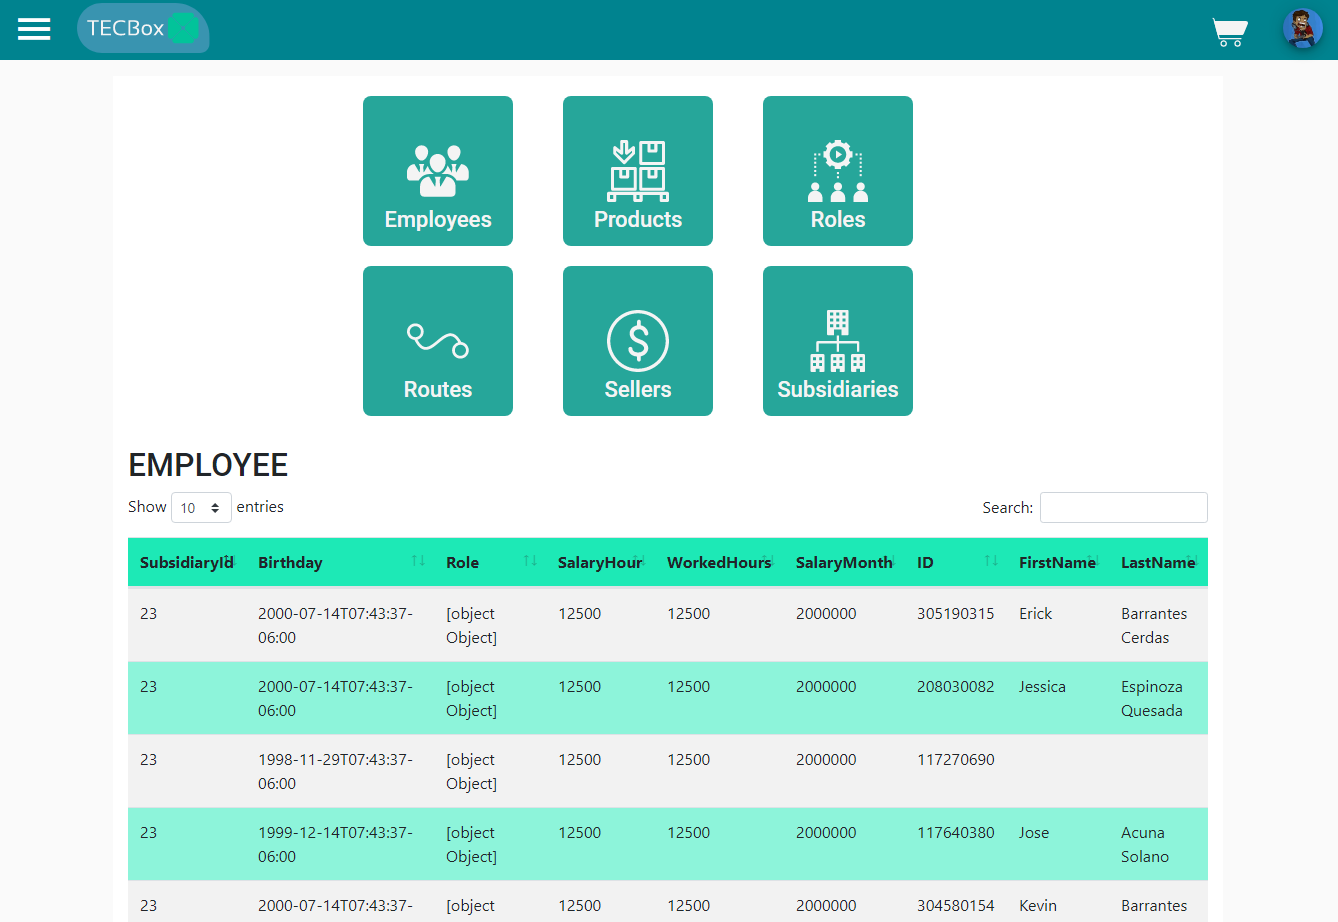 TECBox
Employees
Products
Roles
Routes
Sellers
Subsidiaries
EMPLOYEE
Show 10 entries
Search:
SubsidiaryId Birthday Role SalaryHour WorkedHours SalaryMonth ID FirstName LastName
23 2000-07-14T07:43:37- [object 12500 12500 2000000 305190315 Erick Barrantes
06:00 Object] Cerdas
23 2000-07-14T07:43:37- [object 12500 12500 2000000 208030082 Jessica Espinoza
06:00 Object] Quesada
23 1998-11-29T07:43:37- [object 12500 12500 2000000 117270690
06:00 Object]
23 1999-12-14T07:43:37- [object 12500 12500 2000000 117640380 Jose Acuna
06:00 Object] Solano
23 2000-07-14T07:43:37- [object 12500 12500 2000000 304580154 Kevin Barrantes